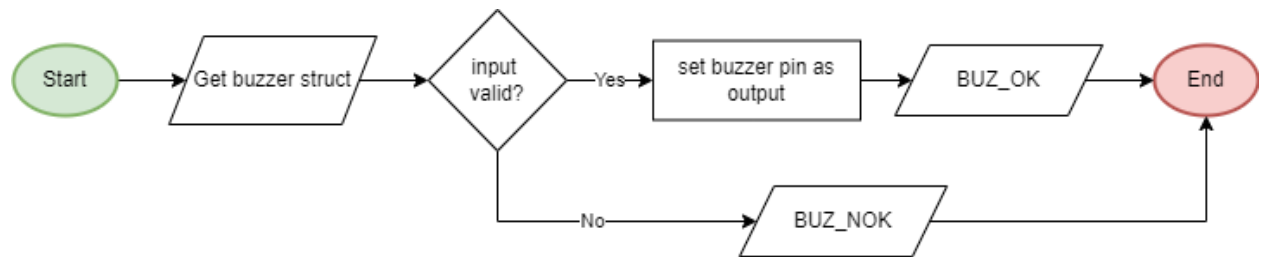 Start
Get buzzer struct
input
valid?
Yes
set buzzer pin as
output
BUZ_OK
End
No
BUZ_NOK